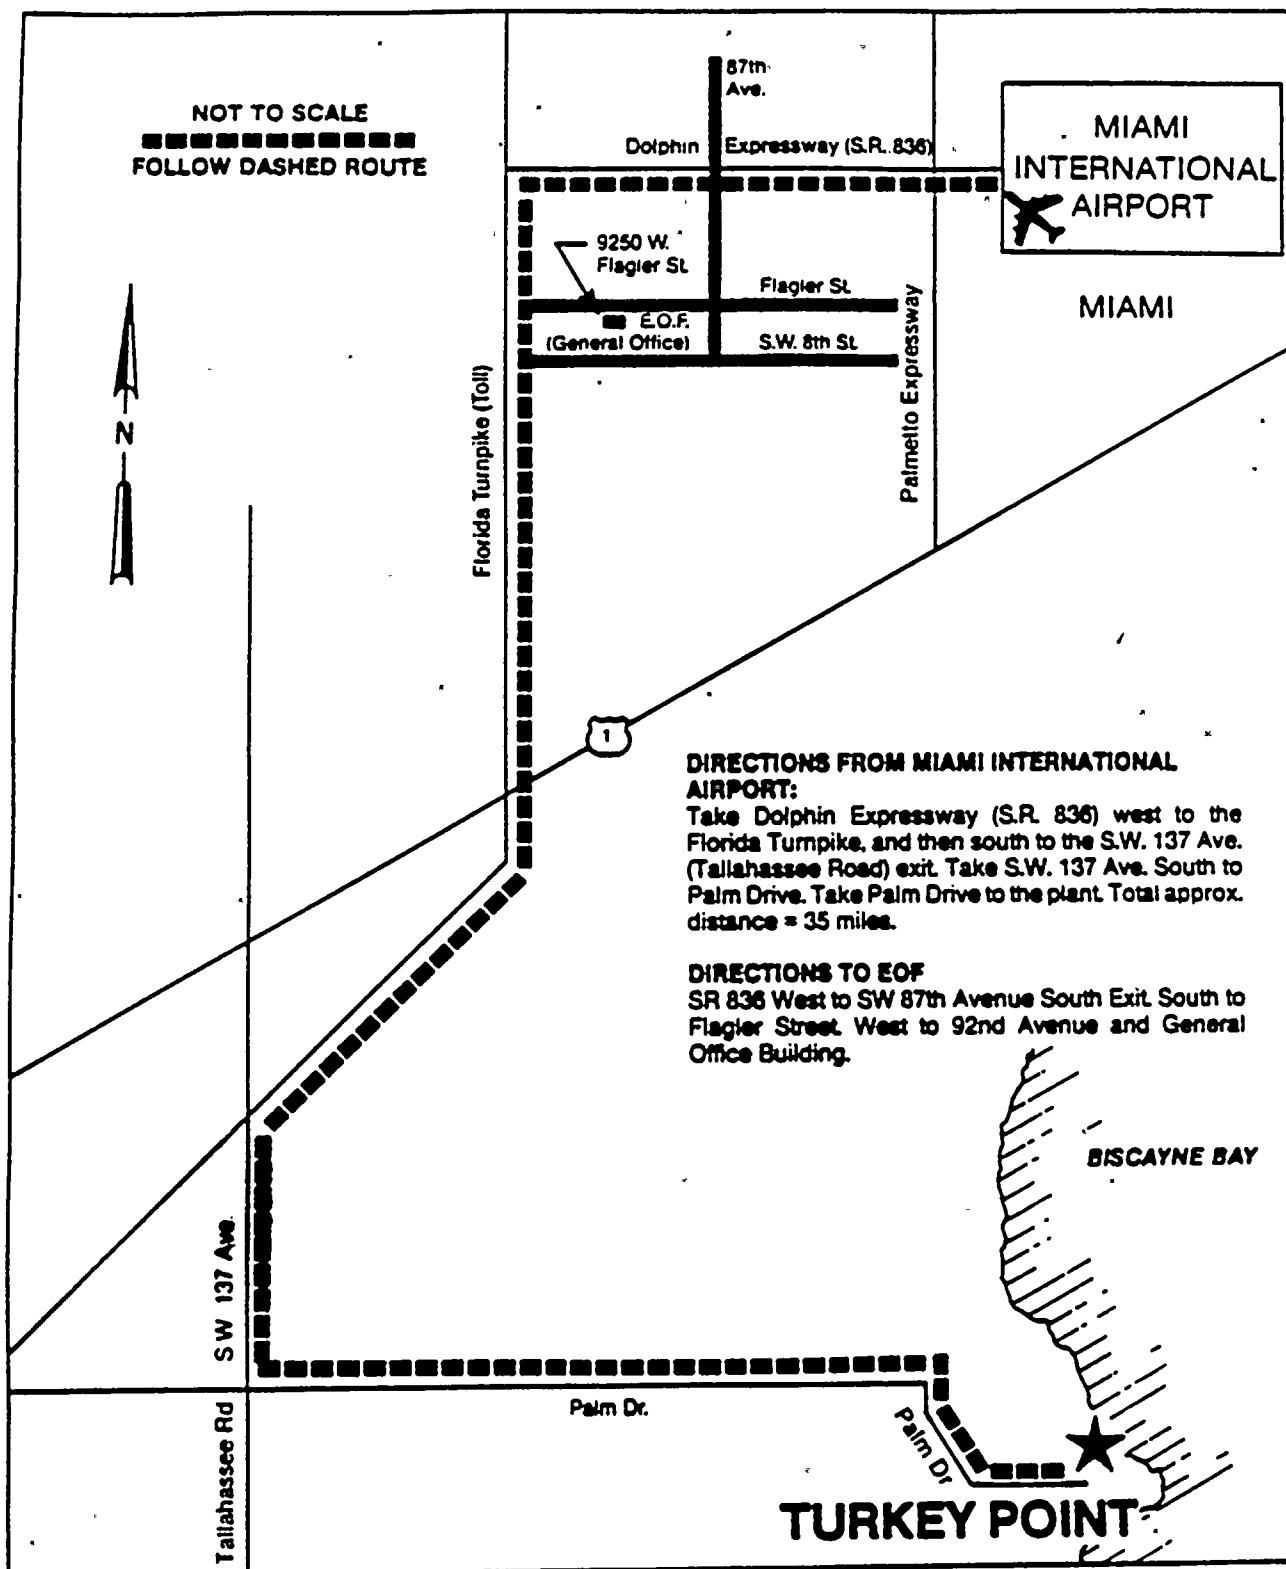 NOT TO SCALE
FOLLOW DASHED ROUTE
87th
Ave.
Dolphin Expressway (S.R. 836)
MIAMI
INTERNATIONAL
AIRPORT
9250 W.
Flagler St.
Flagler St.
E.O.F.
(General Office)
S.W. 8th St.
MIAMI
Palmetto Expressway
Florida Turnpike (Toll)
N
1
DIRECTIONS FROM MIAMI INTERNATIONAL
AIRPORT:
Take Dolphin Expressway (S.R. 836) west to the
Florida Turnpike, and then south to the S.W. 137 Ave.
(Tallahassee Road) exit. Take S.W. 137 Ave. South to
Palm Drive. Take Palm Drive to the plant. Total approx.
distance = 35 miles.
DIRECTIONS TO EOF
SR 836 West to SW 87th Avenue South Exit. South to
Flagler Street. West to 92nd Avenue and General
Office Building.
BISCAYNE BAY
SW 137 Ave.
Tallahassee Rd
Palm Dr.
Palm Dr
TURKEY POINT